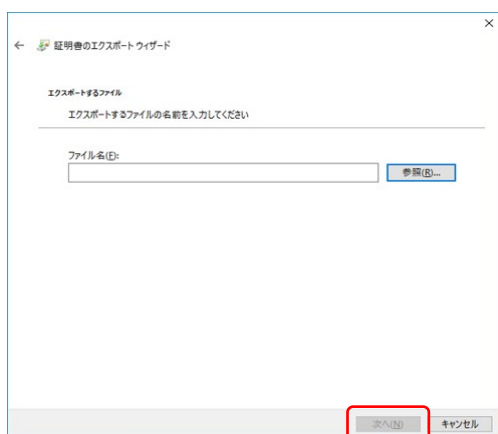 証明書のエクスポート ウィザード
エクスポートするファイル
エクスポートするファイルの名前を入力してください
ファイル名(F):
参照(R)...
次へ(N)
キャンセル